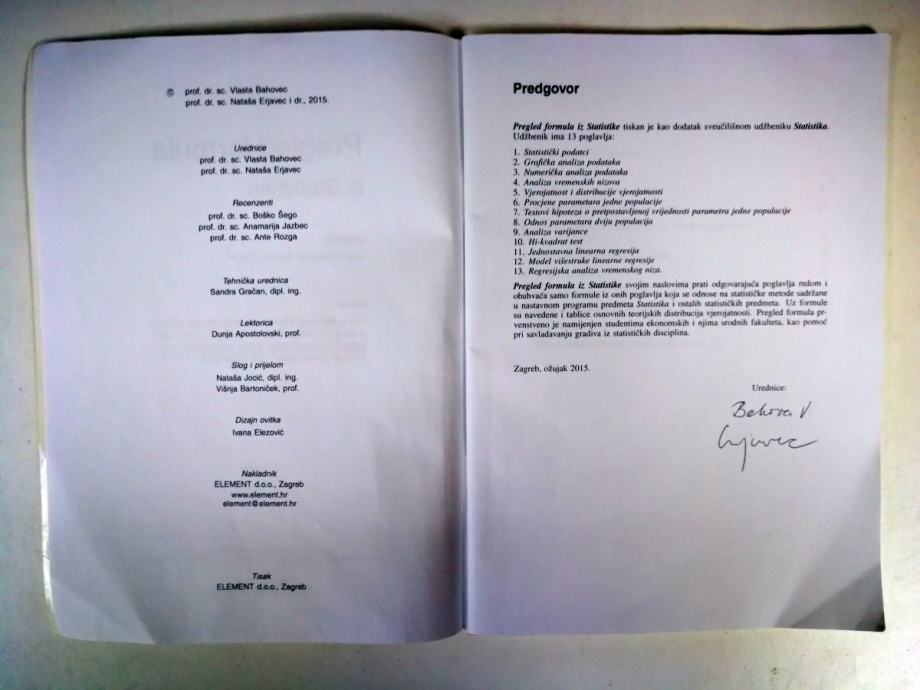 © prof. dr. sc. Vlasta Bahovec
prof. dr. sc. Nataša Erjavec i dr., 2015.
Urednice
prof. dr. sc. Vlasta Bahovec
prof. dr. sc. Nataša Erjavec
Recenzenti
prof. dr. sc. Boško Šego
prof. dr. sc. Anamarija Jazbec
prof. dr. sc. Ante Rozga
Tehnička urednica
Sandra Gračan, dipl. ing.
Lektorica
Dunja Apostolovski, prof.
Slog i prijelom
Nataša Jocić, dipl. ing.
Višnja Bartoniček, prof.
Dizajn ovitka
Ivana Elezović
Nakladnik
ELEMENT d.o.o., Zagreb
www.element.hr
element@element.hr
Tisak
ELEMENT d.o.o., Zagreb
Predgovor
Pregled formula iz Statistike tiskan je kao dodatak sveučilišnom udžbeniku Statistika.
Udžbenik ima 13 poglavlja:
1. Statistički podatci
2. Grafička analiza podataka
3. Numerička analiza podataka
4. Analiza vremenskih nizova
5. Vjerojatnost i distribucije vjerojatnosti
6. Procjene parametara jedne populacije
7. Testovi hipoteza o pretpostavljenoj vrijednosti parametra jedne populacije
8. Odnos parametara dviju populacija
9. Analiza varijance
10. Hi-kvadrat test
11. Jednostavna linearna regresija
12. Model višestruke linearne regresije
13. Regresijska analiza vremenskog niza.
Pregled formula iz Statistike svojim naslovima prati odgovarajuća poglavlja redom i
obuhvaća samo formule iz onih poglavlja koja se odnose na statističke metode sadržane
u nastavnom programu predmeta Statistika i ostalih statističkih predmeta. Uz formule
su navedene i tablice osnovnih teorijskih distribucija vjerojatnosti. Pregled formula pr-
venstveno je namijenjen studentima ekonomskih i njima srodnih fakulteta, kao pomoć
pri savladavanju gradiva iz statističkih disciplina.
Zagreb, ožujak 2015.
Urednice: